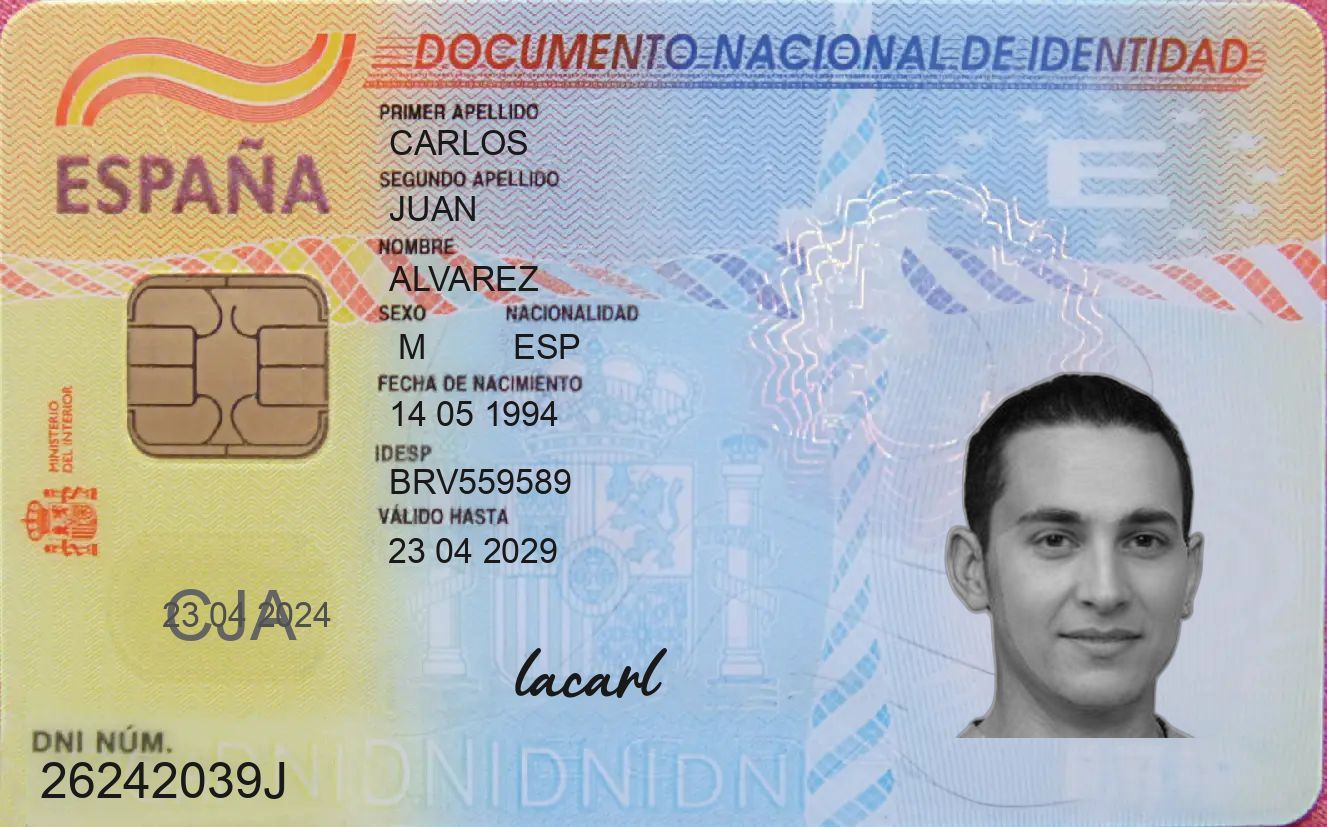 DOCUMENTO NACIONAL DE IDENTIDAD
ESPAÑA
PRIMER APELLIDO
CARLOS
SEGUNDO APELLIDO
JUAN
NOMBRE
ALVAREZ
SEXO NACIONALIDAD
M ESP
FECHA DE NACIMIENTO
14 05 1994
IDESP
BRV559589
VÁLIDO HASTA
23 04 2029
MINISTERIO
DEL INTERIOR
E
CJA
23 04 2024
lacarl
DNI NÚM.
26242039J
DNIDNIDNIDNI